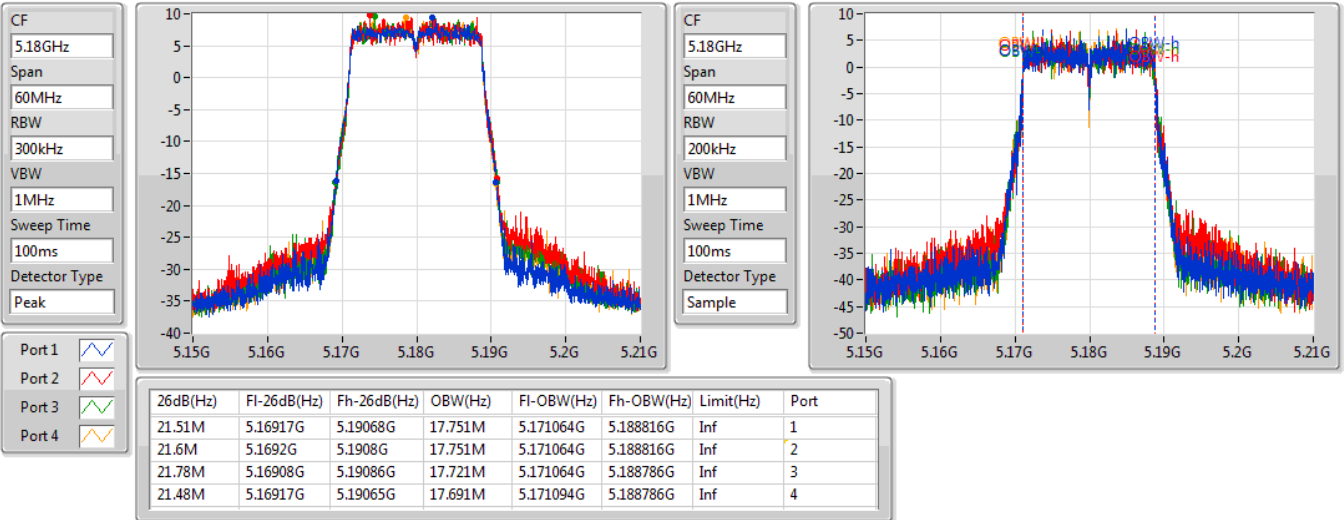 CF
5.18GHz
Span
60MHz
RBW
300kHz
VBW
1MHz
Sweep Time
100ms
Detector Type
Peak
10
5
0
-5
-10
-15
-20
-25
-30
-35
-40
5.15G 5.16G 5.17G 5.18G 5.19G 5.2G 5.21G
CF
5.18GHz
Span
60MHz
RBW
200kHz
VBW
1MHz
Sweep Time
100ms
Detector Type
Sample
10
5
0
-5
-10
-15
-20
-25
-30
-35
-40
-45
-50
5.15G 5.16G 5.17G 5.18G 5.19G 5.2G 5.21G
OBW-h
OBW-h
Port 1
Port 2
Port 3
Port 4
26dB(Hz) Fl-26dB(Hz) Fh-26dB(Hz) OBW(Hz) Fl-OBW(Hz) Fh-OBW(Hz) Limit(Hz) Port
21.51M 5.16917G 5.19068G 17.751M 5.171064G 5.188816G Inf 1
21.6M 5.1692G 5.1908G 17.751M 5.171064G 5.188816G Inf 2
21.78M 5.16908G 5.19086G 17.721M 5.171064G 5.188786G Inf 3
21.48M 5.16917G 5.19065G 17.691M 5.171094G 5.188786G Inf 4